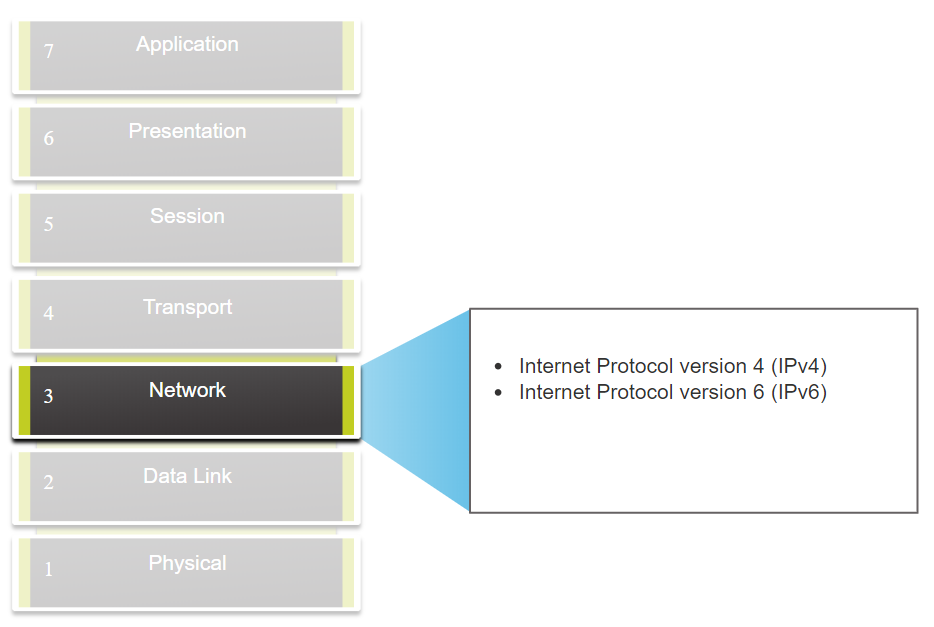 7 Application
6 Presentation
5 Session
4 Transport
3 Network
• Internet Protocol version 4 (IPv4)
• Internet Protocol version 6 (IPv6)
2 Data Link
1 Physical